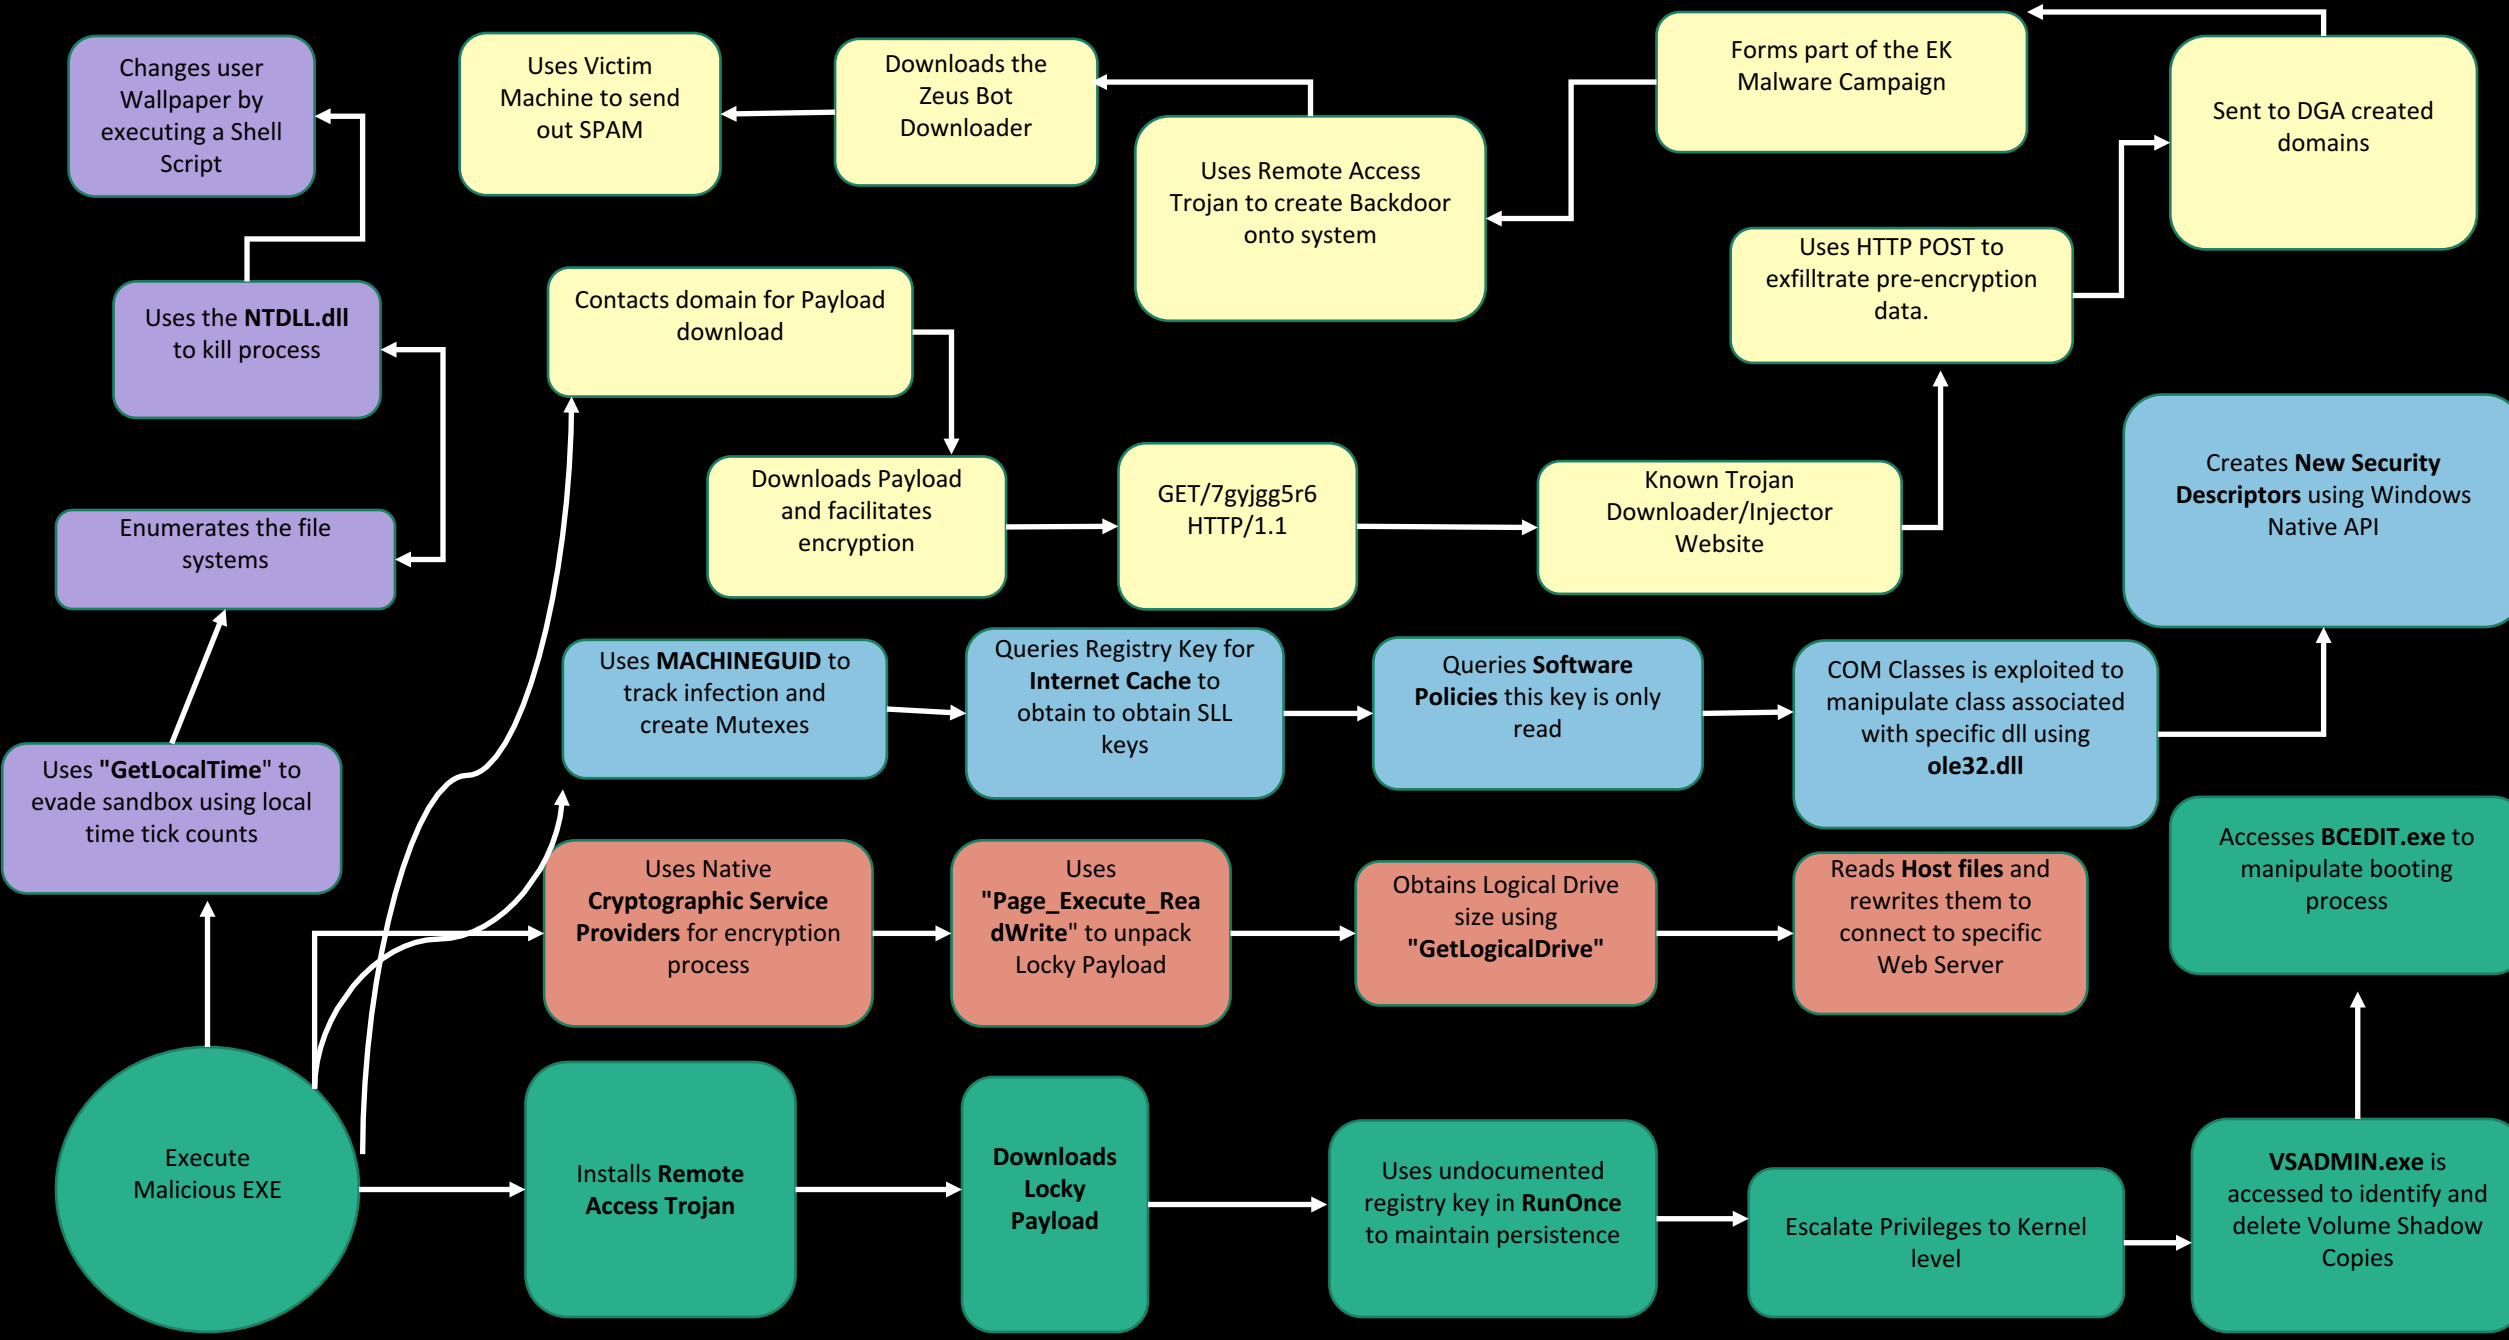 Changes user
Wallpaper by
executing a Shell
Script
Uses Victim
Machine to send
out SPAM
Downloads the
Zeus Bot
Downloader
Uses Remote Access
Trojan to create Backdoor
onto system
Forms part of the EK
Malware Campaign
Sent to DGA created
domains
Uses HTTP POST to
exfilltrate pre-encryption
data.
Uses the NTDLL.dll
to kill process
Contacts domain for Payload
download
Enumerates the file
systems
Downloads Payload
and facilitates
encryption
GET/7gyjgg5r6
HTTP/1.1
Known Trojan
Downloader/Injector
Website
Creates New Security
Descriptors using Windows
Native API
Uses "GetLocalTime" to
evade sandbox using local
time tick counts
Uses MACHINEGUID to
track infection and
create Mutexes
Queries Registry Key for
Internet Cache to
obtain to obtain SLL
keys
Queries Software
Policies this key is only
read
COM Classes is exploited to
manipulate class associated
with specific dll using
ole32.dll
Uses Native
Cryptographic Service
Providers for encryption
process
Uses
"Page_Execute_Rea
dWrite" to unpack
Locky Payload
Obtains Logical Drive
size using
"GetLogicalDrive"
Reads Host files and
rewrites them to
connect to specific
Web Server
Accesses BCEDIT.exe to
manipulate booting
process
Execute
Malicious EXE
Installs Remote
Access Trojan
Downloads
Locky
Payload
Uses undocumented
registry key in RunOnce
to maintain persistence
Escalate Privileges to Kernel
level
VSADMIN.exe is
accessed to identify and
delete Volume Shadow
Copies